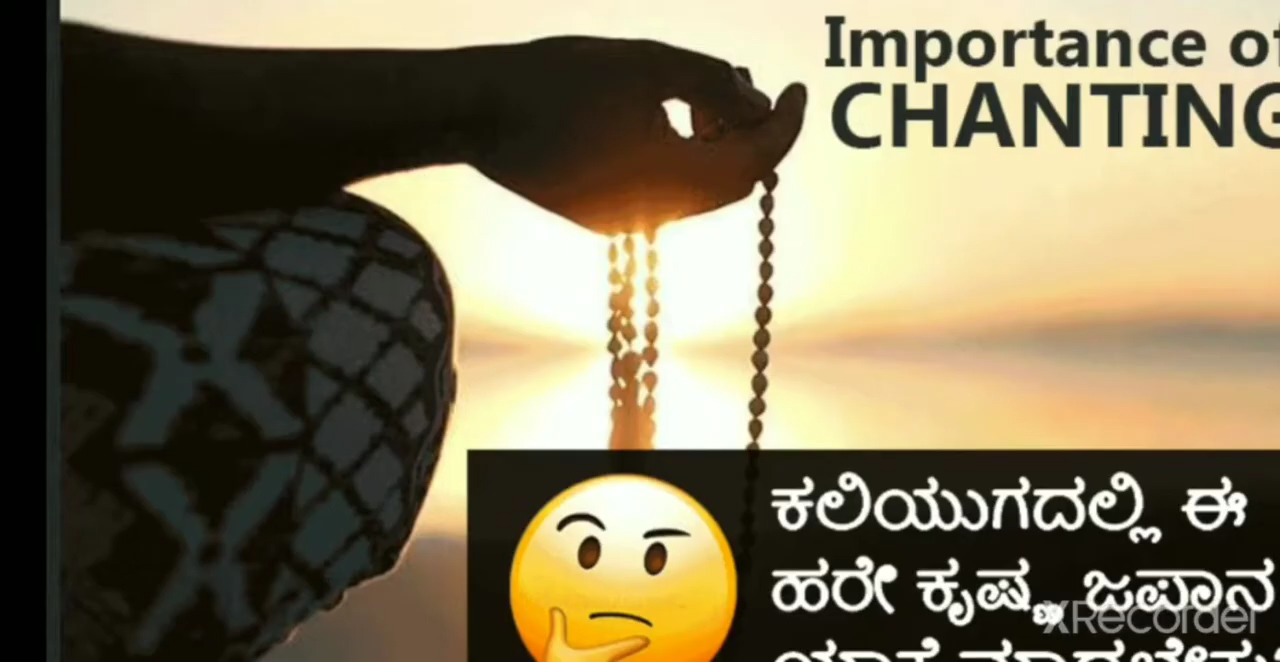 Importance of
CHANTING
ಕಲಿಯುಗದಲ್ಲಿ ಈ
ಹರೇ ಕೃಷ್ಣ ಜಪಾನ
XRecorder